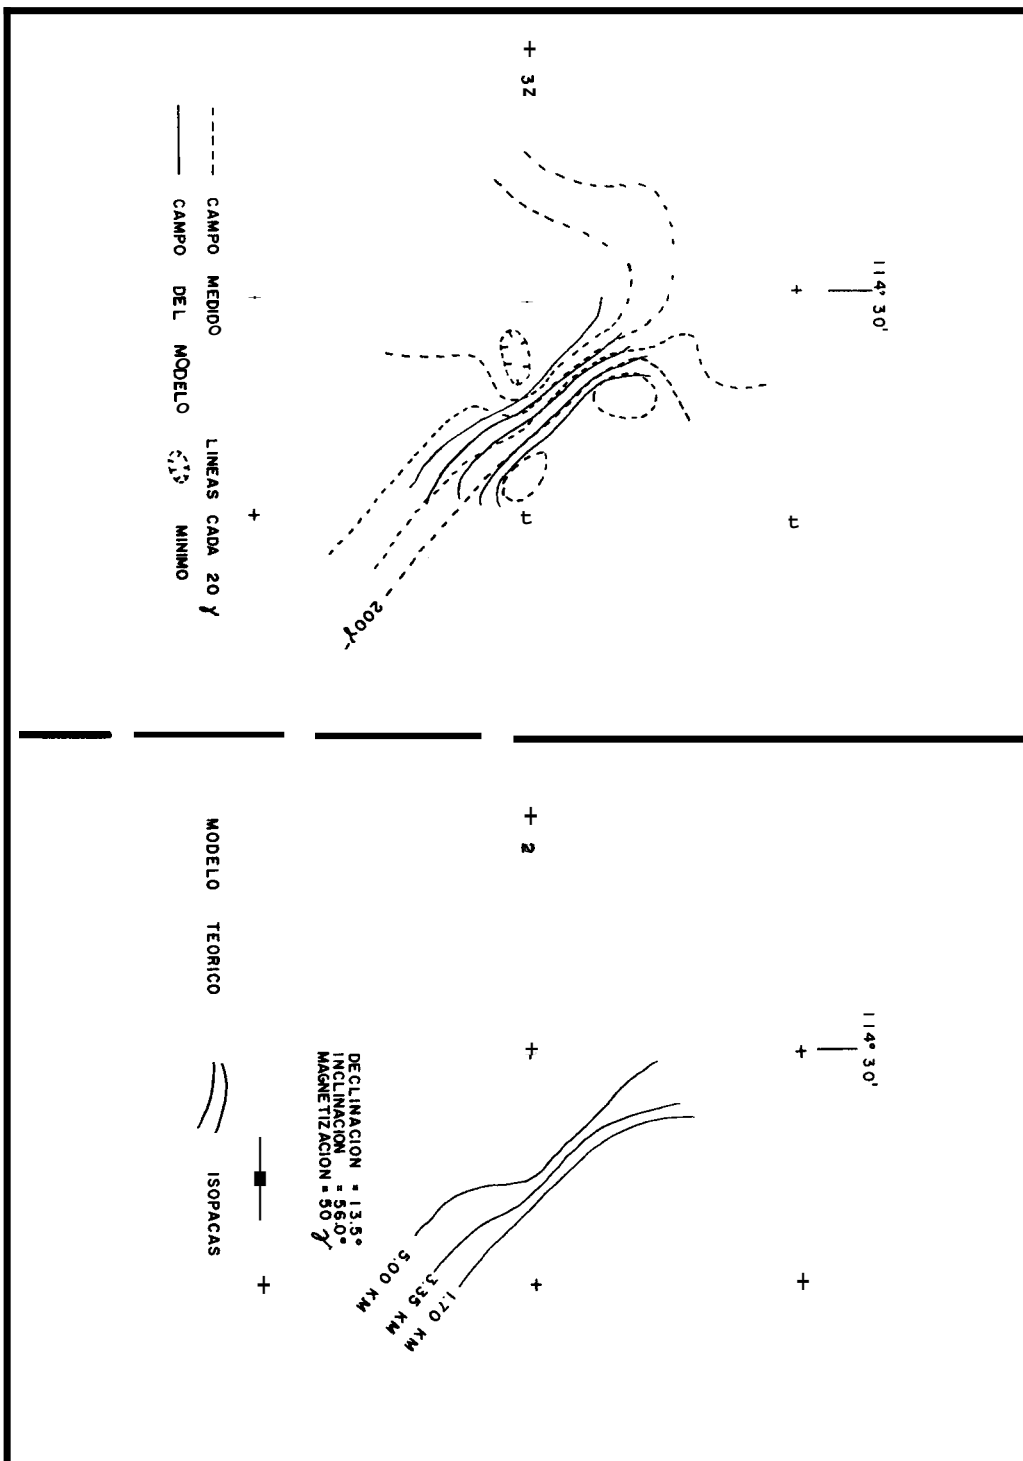 114° 30'
32
200γ
--- CAMPO MEDIDO LINEAS CADA 20 γ
— CAMPO DEL MODELO MINIMO
114° 30'
DECLINACION = 13.5°
INCLINACION = 56.0°
MAGNETIZACION = 50 γ
1.70 KM
3.35 KM
5.00 KM
MODELO TEORICO ISOPACAS